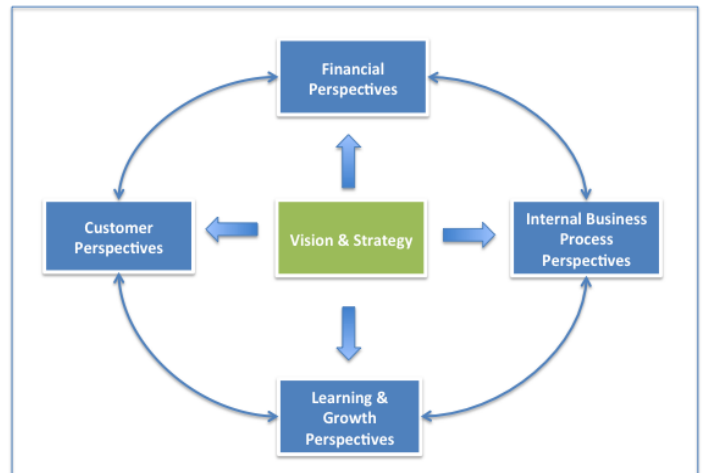 Financial
Perspectives
Customer
Perspectives
Vision & Strategy
Internal Business
Process
Perspectives
Learning &
Growth
Perspectives